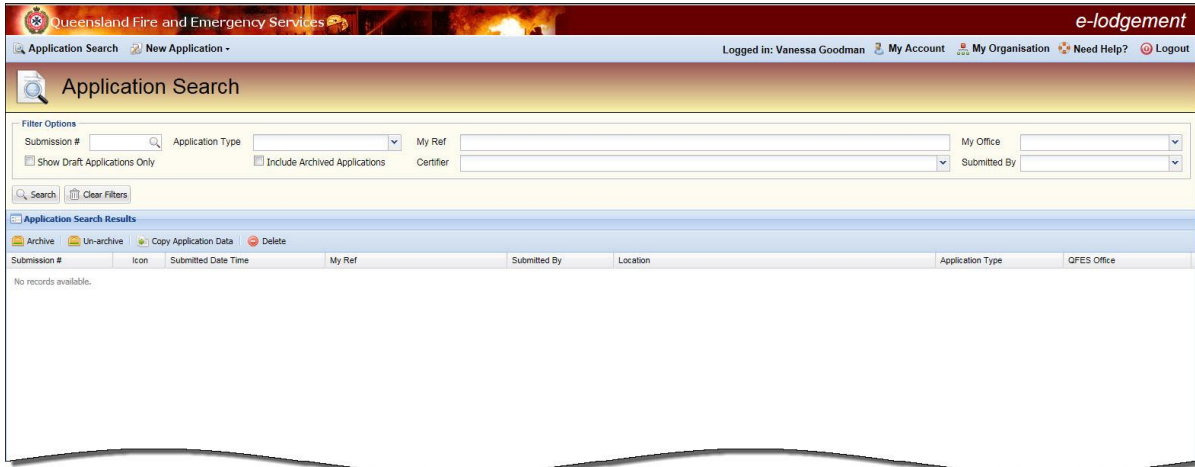 Queensland Fire and Emergency Services e-lodgement
Application Search New Application Logged in: Vanessa Goodman My Account My Organisation Need Help? Logout
Application Search
Filter Options
Submission # Application Type My Ref My Office
Show Draft Applications Only Include Archived Applications Certifier Submitted By
Search Clear Filters
Application Search Results
Archive Un-archive Copy Application Data Delete
Submission # Icon Submitted Date Time My Ref Submitted By Location Application Type QFES Office
No records available.